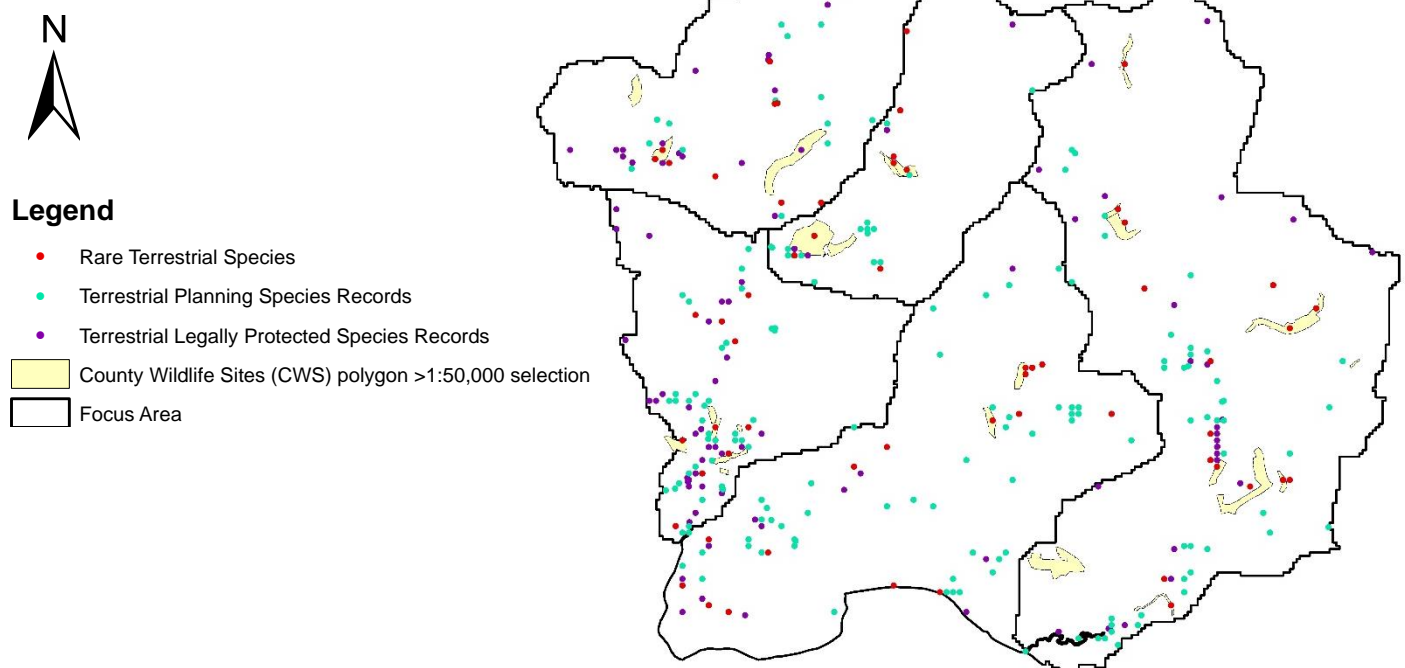 N
Legend
Rare Terrestrial Species
Terrestrial Planning Species Records
Terrestrial Legally Protected Species Records
County Wildlife Sites (CWS) polygon >1:50,000 selection
Focus Area